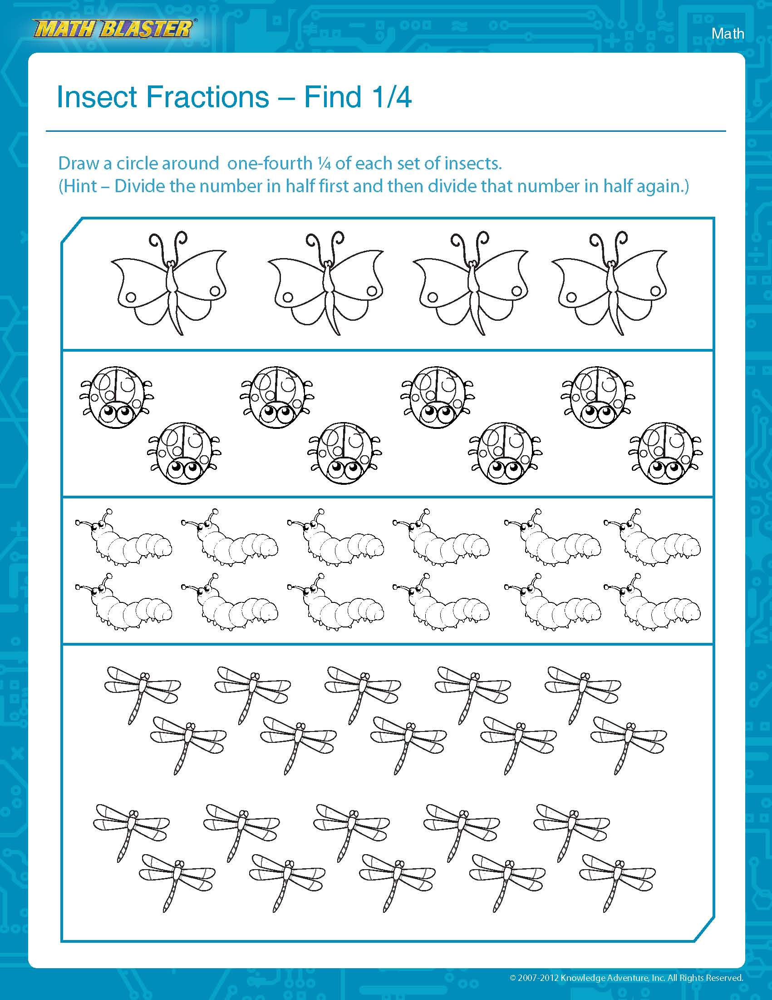 MATH BLASTER®
Math
Insect Fractions – Find 1/4
Draw a circle around  one-fourth ¼ of each set of insects.
(Hint – Divide the number in half first and then divide that number in half again.)
© 2007-2012 Knowledge Adventure, Inc. All Rights Reserved.